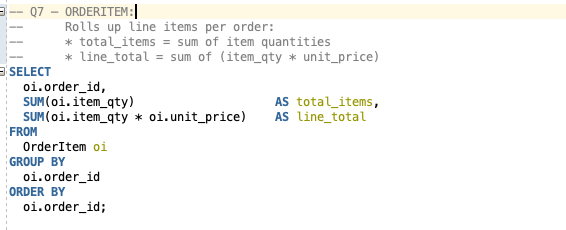 -- Q7 – ORDERITEM:
--      Rolls up line items per order:
--      * total_items = sum of item quantities
--      * line_total = sum of (item_qty * unit_price)
SELECT
  oi.order_id,
  SUM(oi.item_qty)                    AS total_items,
  SUM(oi.item_qty * oi.unit_price)    AS line_total
FROM
  OrderItem oi
GROUP BY
  oi.order_id
ORDER BY
  oi.order_id;